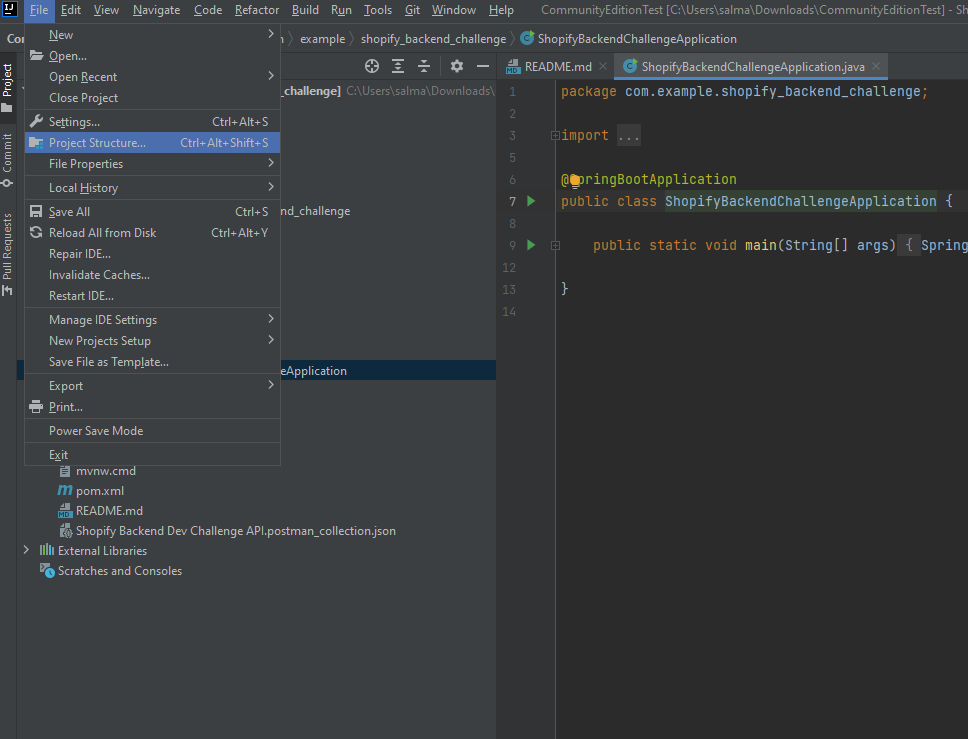 IJ File Edit View Navigate Code Refactor Build Run Tools Git Window Help CommunityEditionTest [C:\Users\salma\Downloads\CommunityEditionTest] - Sh
Con example shopify_backend_challenge ShopifyBackendChallengeApplication
Project
Commit
Pull Requests
New
Open...
Open Recent
Close Project
Settings... Ctrl+Alt+S
Project Structure... Ctrl+Alt+Shift+S
File Properties
Local History
Save All Ctrl+S
Reload All from Disk Ctrl+Alt+Y
Repair IDE...
Invalidate Caches...
Restart IDE...
Manage IDE Settings
New Projects Setup
Save File as Template...
Export
Print...
Power Save Mode
Exit
_challenge] C:\Users\salma\Downloads\
nd_challenge
eApplication
mvnw.cmd
pom.xml
README.md
Shopify Backend Dev Challenge API.postman_collection.json
External Libraries
Scratches and Consoles
README.md ShopifyBackendChallengeApplication.java
1 package com.example.shopify_backend_challenge;
2
3 import ...
5
6 @SpringBootApplication
7 public class ShopifyBackendChallengeApplication {
8
9 public static void main(String[] args) { Spring
12
13 }
14